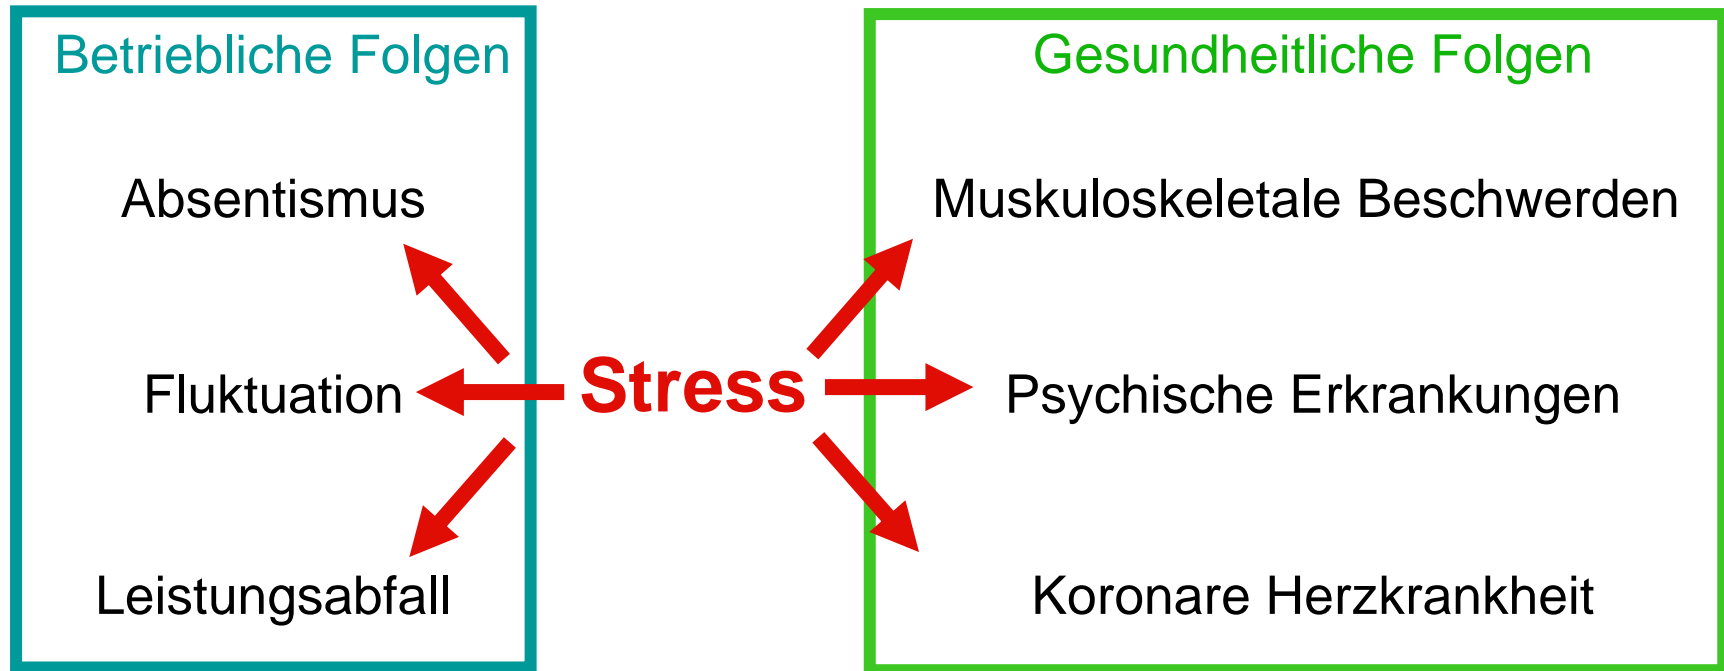 Betriebliche Folgen
Absentismus
Fluktuation
Leistungsabfall
Stress
Gesundheitliche Folgen
Muskuloskeletale Beschwerden
Psychische Erkrankungen
Koronare Herzkrankheit